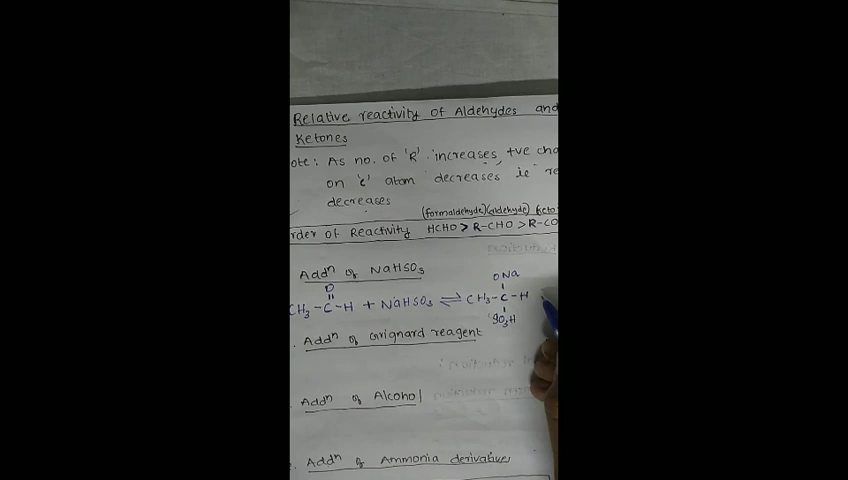 Relative reactivity of Aldehydes and
Ketones
ote: As no. of 'R' increases, +ve cha
on 'c' atom decreases ie re
decreases
(formaldehyde) (aldehyde) keto
rder of Reactivity HCHO > R-CHO > R-CO
Addⁿ of NaHSO₃
O
ONa
CH₃-C-H + NaHSO₃ ⇌ CH₃-C-H
SO₃H
. Addⁿ of Grignard reagent
. Addⁿ of Alcohol
. Addⁿ of Ammonia derivatives